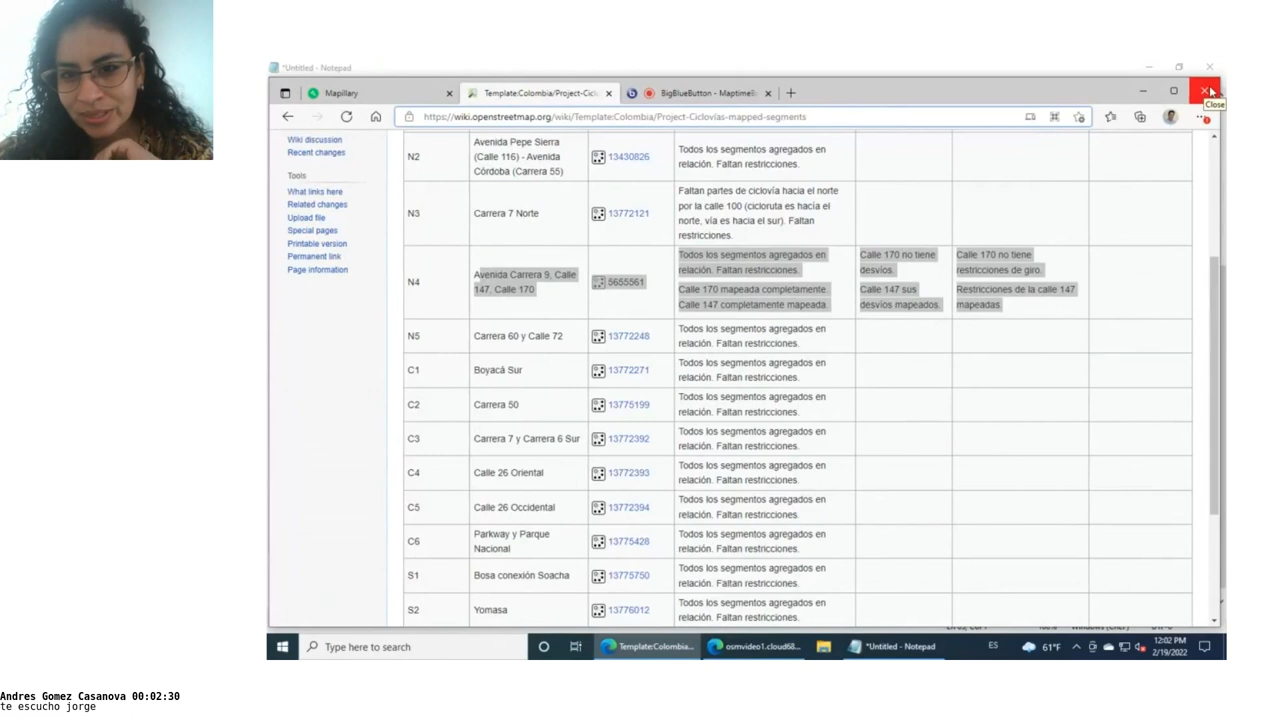 *Untitled - Notepad
Mapillary
Template:Colombia/Project-Ciclo
BigBlueButton - MaptimeB
https://wiki.openstreetmap.org/wiki/Template:Colombia/Project-Ciclovías-mapped-segments
Close
Wiki discussion
Recent changes
Tools
What links here
Related changes
Upload file
Special pages
Printable version
Permanent link
Page information
N2
Avenida Pepe Sierra
(Calle 116) - Avenida
Córdoba (Carrera 55)
13430826
Todos los segmentos agregados en
relación. Faltan restricciones.
N3
Carrera 7 Norte
13772121
Faltan partes de ciclovía hacia el norte
por la calle 100 (cicloruta es hacia el
norte, vía es hacia el sur). Faltan
restricciones.
N4
Avenida Carrera 9, Calle
147, Calle 170
5655561
Todos los segmentos agregados en
relación. Faltan restricciones.
Calle 170 mapeada completamente.
Calle 147 completamente mapeada.
Calle 170 no tiene
desvíos.
Calle 147 sus
desvíos mapeados.
Calle 170 no tiene
restricciones de giro.
Restricciones de la calle 147
mapeadas.
N5
Carrera 60 y Calle 72
13772248
Todos los segmentos agregados en
relación. Faltan restricciones.
C1
Boyacá Sur
13772271
Todos los segmentos agregados en
relación. Faltan restricciones.
C2
Carrera 50
13775199
Todos los segmentos agregados en
relación. Faltan restricciones.
C3
Carrera 7 y Carrera 6 Sur
13772392
Todos los segmentos agregados en
relación. Faltan restricciones.
C4
Calle 26 Oriental
13772393
Todos los segmentos agregados en
relación. Faltan restricciones.
C5
Calle 26 Occidental
13772394
Todos los segmentos agregados en
relación. Faltan restricciones.
C6
Parkway y Parque
Nacional
13775428
Todos los segmentos agregados en
relación. Faltan restricciones.
S1
Bosa conexión Soacha
13775750
Todos los segmentos agregados en
relación. Faltan restricciones.
S2
Yomasa
13776012
Todos los segmentos agregados en
relación. Faltan restricciones.
Type here to search
Template:Colombia...
osmvideo1.cloud68...
*Untitled - Notepad
ES
61°F
12:02 PM
2/19/2022
Andres Gomez Casanova 00:02:30
te escucho jorge